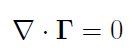 ∇ · 𝚪 = 0